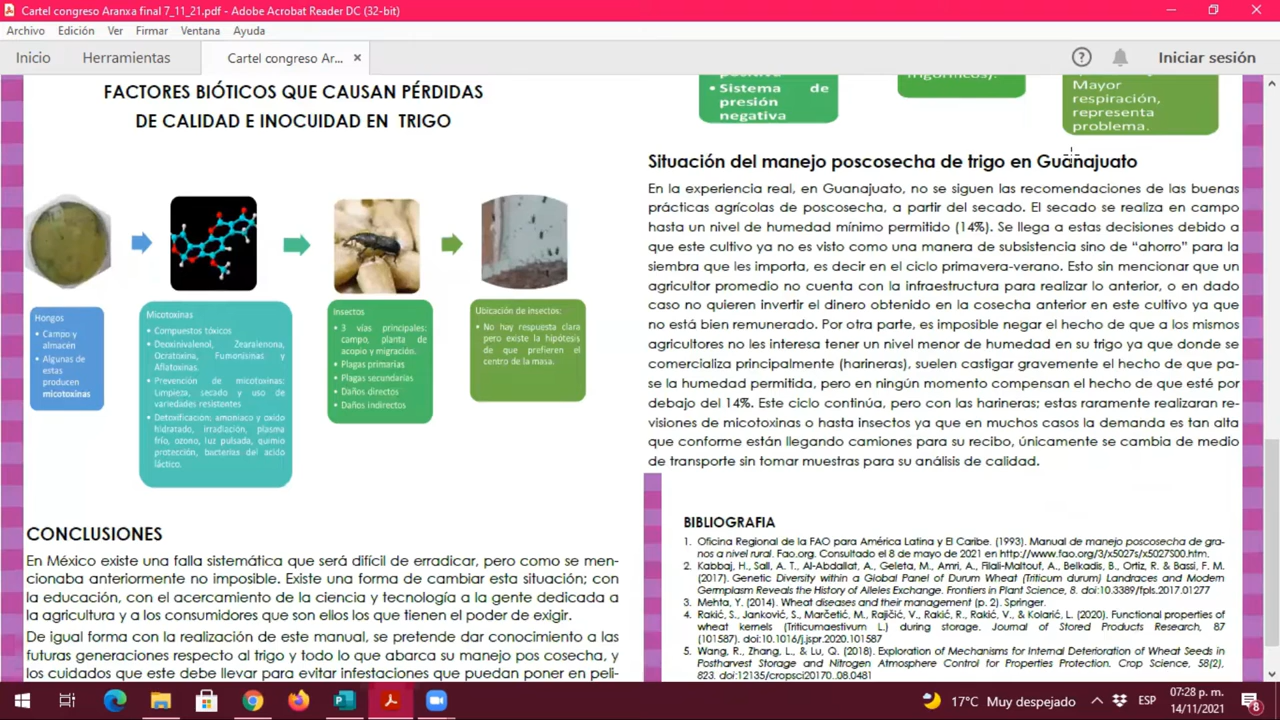 Cartel congreso Aranxa final 7_11_21.pdf - Adobe Acrobat Reader DC (32-bit)
Archivo Edición Ver Firmar Ventana Ayuda
Inicio Herramientas Cartel congreso Ar... × Iniciar sesión
FACTORES BIÓTICOS QUE CAUSAN PÉRDIDAS
DE CALIDAD E INOCUIDAD EN TRIGO
Hongos
• Campo y
almacen
• Algunas de
estas
producen
micotoxinas
Micotoxinas
• Compuestos tóxicos
• Deoxinivalenol, Zearalenona,
Ocratoxina, Fumonisinas y
Aflatoxinas.
• Prevención de micotoxinas:
Limpieza, secado y uso de
variedades resistentes
• Detoxificación: amoniaco y oxido
hidratado, irradiación, plasma
frío, ozono, luz pulsada, quimio
protección, bacterias del acido
láctico.
Insectos
• 3 vías principales:
campo, planta de
acopio y migración.
• Plagas primarias
• Plagas secundarias
• Daños directos
• Daños indirectos
Ubicación de insectos:
• No hay respuesta clara
pero existe la hipótesis
de que prefieren el
centro de la masa.
CONCLUSIONES
En México existe una falla sistemática que será difícil de erradicar, pero como se men-
cionaba anteriormente no imposible. Existe una forma de cambiar esta situación; con
la educación, con el acercamiento de la ciencia y tecnología a la gente dedicada a
la agricultura y a los consumidores que son ellos los que tienen el poder de exigir.
De igual forma con la realización de este manual, se pretende dar conocimiento a las
futuras generaciones respecto al trigo y todo lo que abarca su manejo pos cosecha, y
los cuidados que este debe llevar para evitar infestaciones que puedan poner en peli-
positiva
• Sistema de
presión
negativa
frigoríficos).
Mayor
respiración,
representa
problema.
Situación del manejo poscosecha de trigo en Guanajuato
En la experiencia real, en Guanajuato, no se siguen las recomendaciones de las buenas
prácticas agrícolas de poscosecha, a partir del secado. El secado se realiza en campo
hasta un nivel de humedad mínimo permitido (14%). Se llega a estas decisiones debido a
que este cultivo ya no es visto como una manera de subsistencia sino de “ahorro” para la
siembra que les importa, es decir en el ciclo primavera-verano. Esto sin mencionar que un
agricultor promedio no cuenta con la infraestructura para realizar lo anterior, o en dado
caso no quieren invertir el dinero obtenido en la cosecha anterior en este cultivo ya que
no está bien remunerado. Por otra parte, es imposible negar el hecho de que a los mismos
agricultores no les interesa tener un nivel menor de humedad en su trigo ya que donde se
comercializa principalmente (harineras), suelen castigar gravemente el hecho de que pa-
se la humedad permitida, pero en ningún momento compensan el hecho de que esté por
debajo del 14%. Este ciclo continúa, pero con las harineras; estas raramente realizaran re-
visiones de micotoxinas o hasta insectos ya que en muchos casos la demanda es tan alta
que conforme están llegando camiones para su recibo, únicamente se cambia de medio
de transporte sin tomar muestras para su análisis de calidad.
BIBLIOGRAFIA
1. Oficina Regional de la FAO para América Latina y El Caribe. (1993). Manual de manejo poscosecha de gra-
nos a nivel rural. Fao.org. Consultado el 8 de mayo de 2021 en http://www.fao.org/3/x5027s/x5027S00.htm.
2. Kabbaj, H., Sall, A. T., Al-Abdallat, A., Geleta, M., Amri, A., Filali-Maltouf, A., Belkadis, B., Ortiz, R. & Bassi, F. M.
(2017). Genetic Diversity within a Global Panel of Durum Wheat (Triticum durum) Landraces and Modern
Germplasm Reveals the History of Alleles Exchange. Frontiers in Plant Science, 8. doi:10.3389/fpls.2017.01277
3. Mehta, Y. (2014). Wheat diseases and their management (p. 2). Springer.
4. Rakić, S., Janković, S., Marčetić, M., Rajičić, V., Rakić, R., Rakić, V., & Kolarić, L. (2020). Functional properties of
wheat kernels (Triticumaestivum L.) during storage. Journal of Stored Products Research, 87
(101587). doi:10.1016/j.jspr.2020.101587
5. Wang, R., Zhang, L., & Lu, Q. (2018). Exploration of Mechanisms for Internal Deterioration of Wheat Seeds in
Postharvest Storage and Nitrogen Atmosphere Control for Properties Protection. Crop Science, 58(2),
823. doi:12135/cropsci20170..08.0481
17°C Muy despejado ESP 07:28 p. m.
14/11/2021 8